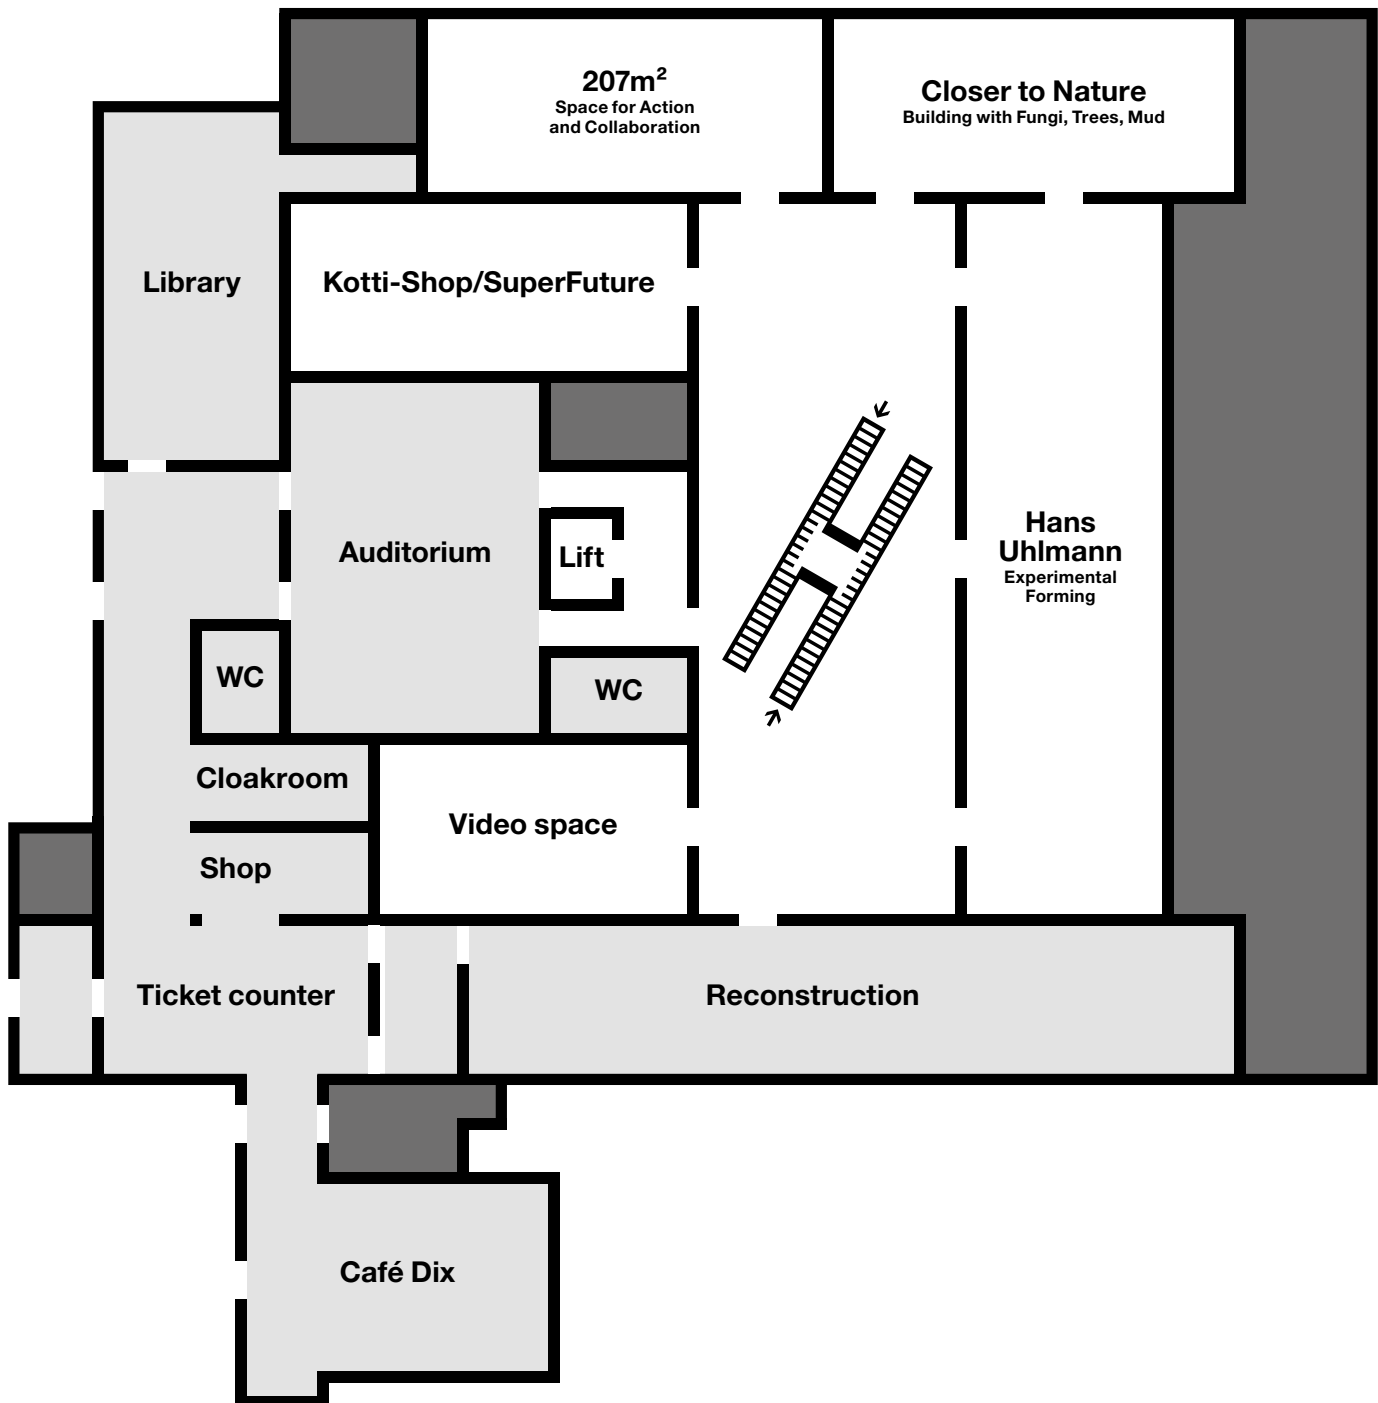 207m²
Space for Action
and Collaboration
Closer to Nature
Building with Fungi, Trees, Mud
Library
Kotti-Shop/SuperFuture
Auditorium
Lift
Hans
Uhlmann
Experimental
Forming
WC
WC
Cloakroom
Video space
Shop
Ticket counter
Reconstruction
Café Dix